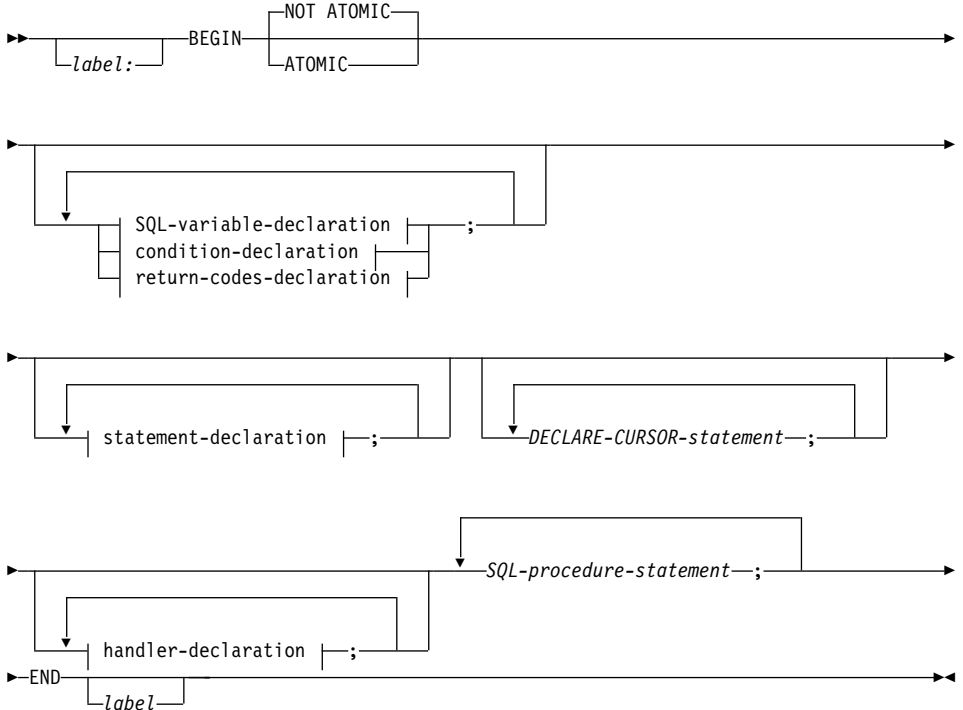 NOT ATOMIC
label:
BEGIN
ATOMIC
SQL-variable-declaration ;
condition-declaration
return-codes-declaration
statement-declaration ; DECLARE-CURSOR-statement ;
SQL-procedure-statement ;
handler-declaration ;
END
label